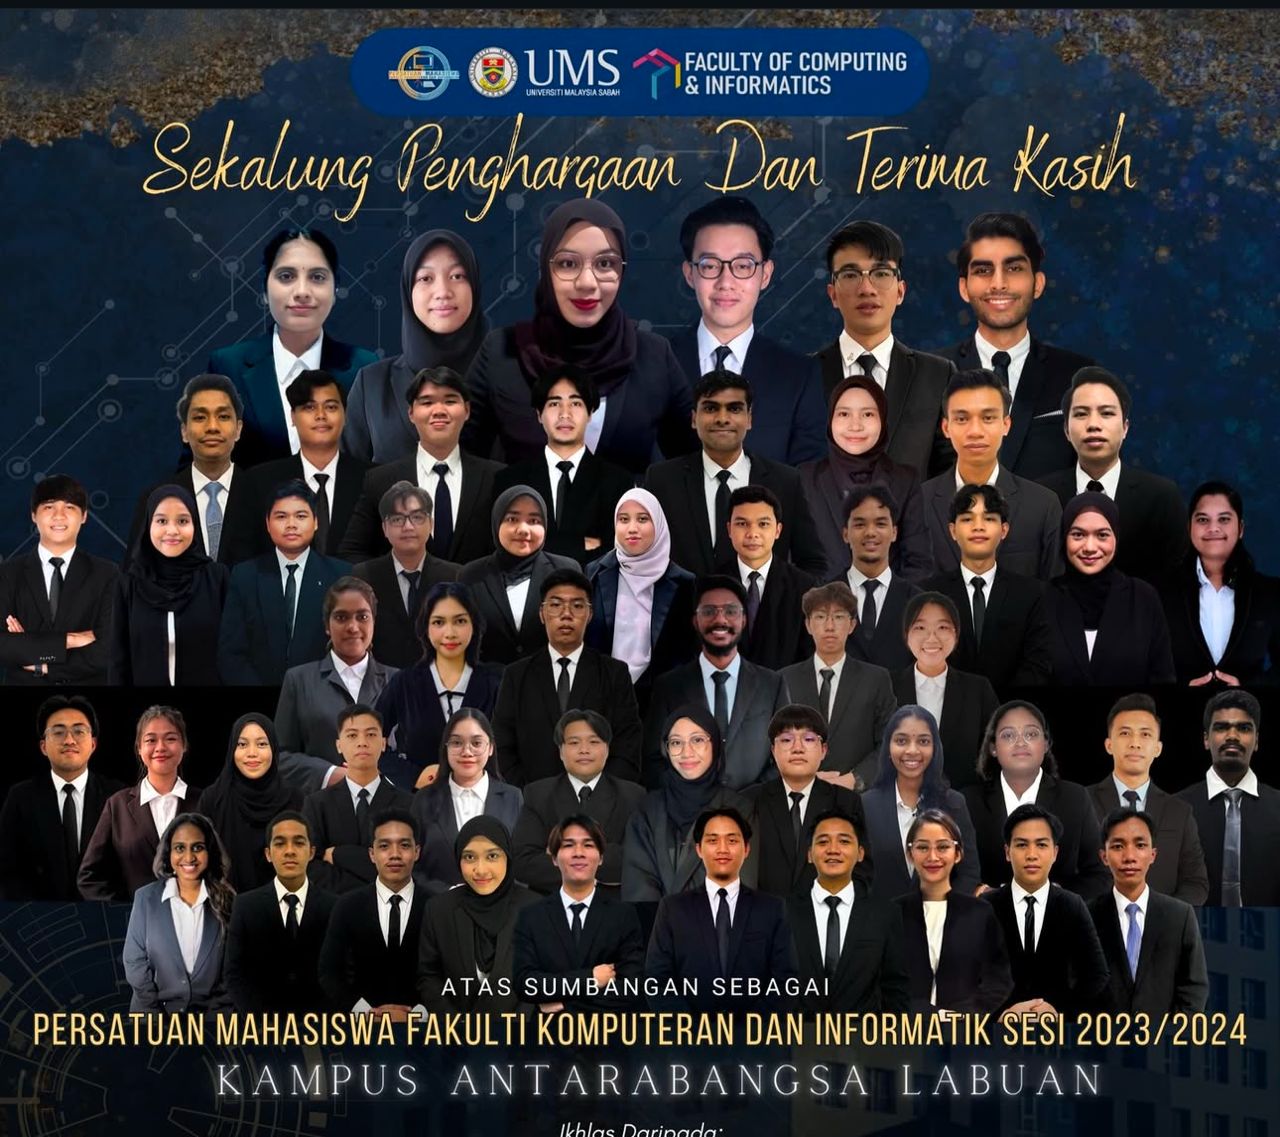 UMS
UNIVERSITI MALAYSIA SABAH
FACULTY OF COMPUTING
& INFORMATICS
Sekalung Penghargaan Dan Terima Kasih
ATAS SUMBANGAN SEBAGAI
PERSATUAN MAHASISWA FAKULTI KOMPUTERAN DAN INFORMATIK SESI 2023/2024
KAMPUS ANTARABANGSA LABUAN
Ikhlas Daripada: